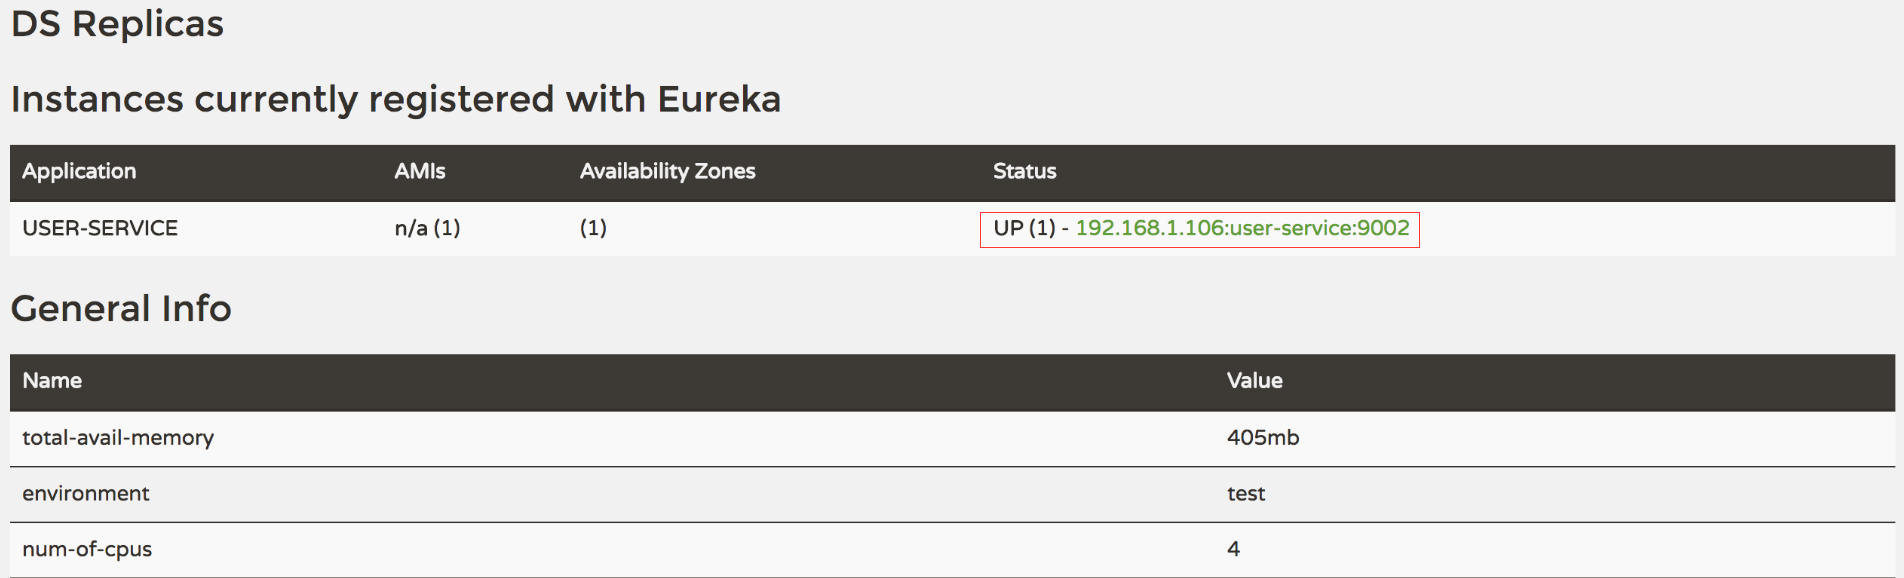 DS Replicas
Instances currently registered with Eureka
Application AMIs Availability Zones Status
USER-SERVICE n/a (1) (1) UP (1) - 192.168.1.106:user-service:9002
General Info
Name Value
total-avail-memory 405mb
environment test
num-of-cpus 4